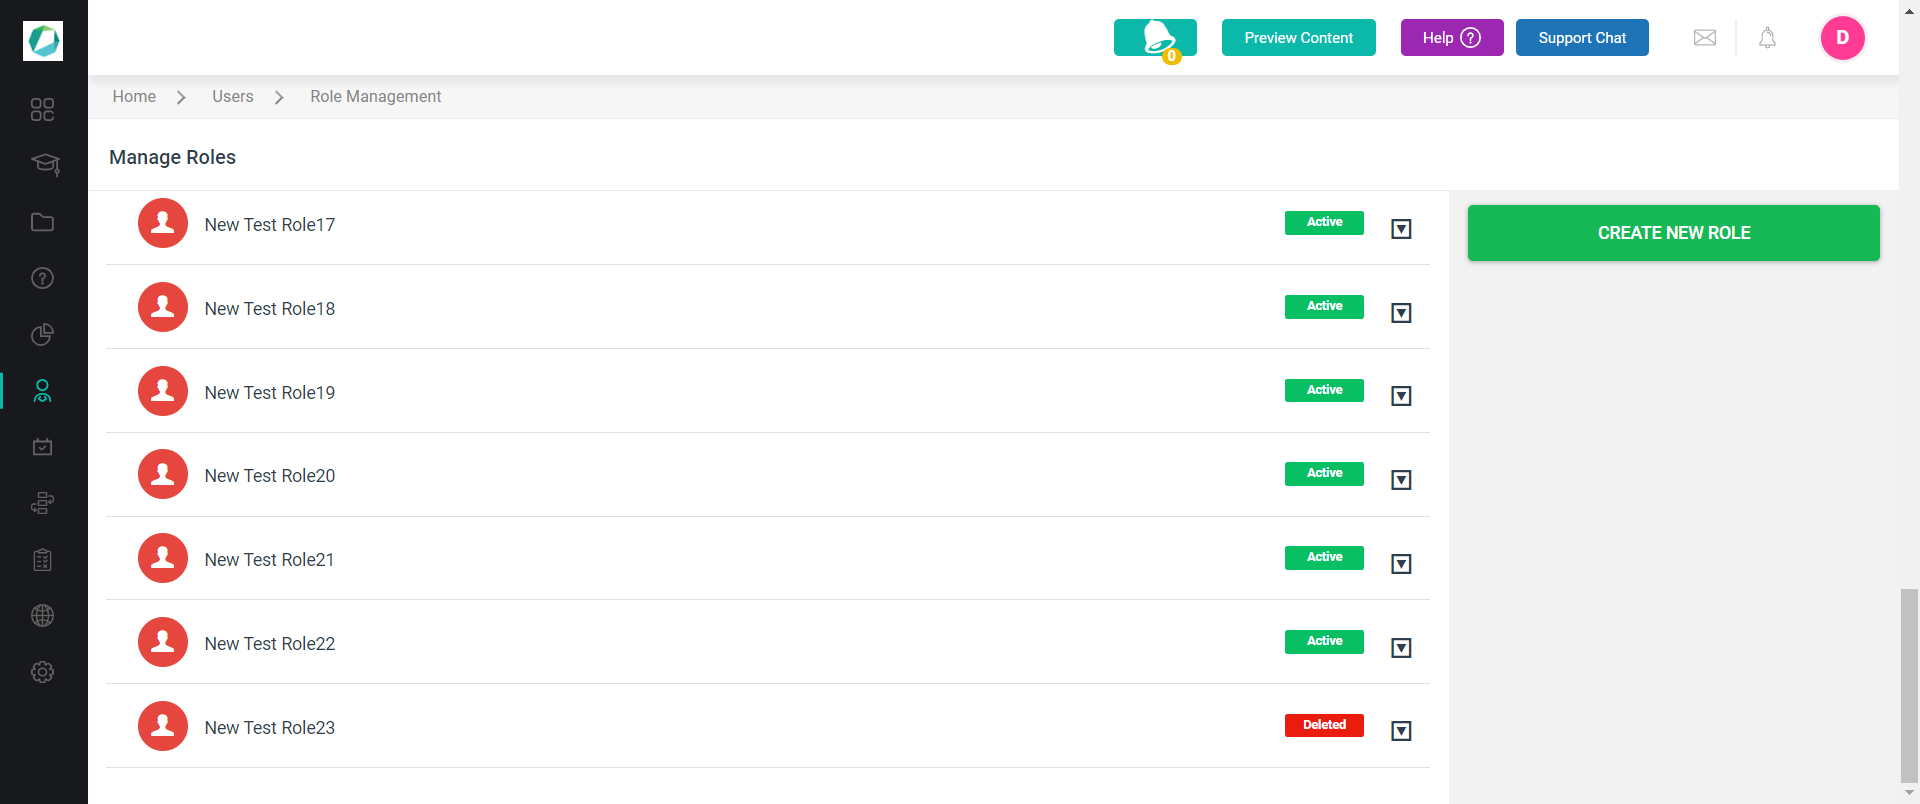 0
Preview Content
Help ?
Support Chat
D
Home
Users
Role Management
Manage Roles
New Test Role17
Active
CREATE NEW ROLE
New Test Role18
Active
New Test Role19
Active
New Test Role20
Active
New Test Role21
Active
New Test Role22
Active
New Test Role23
Deleted